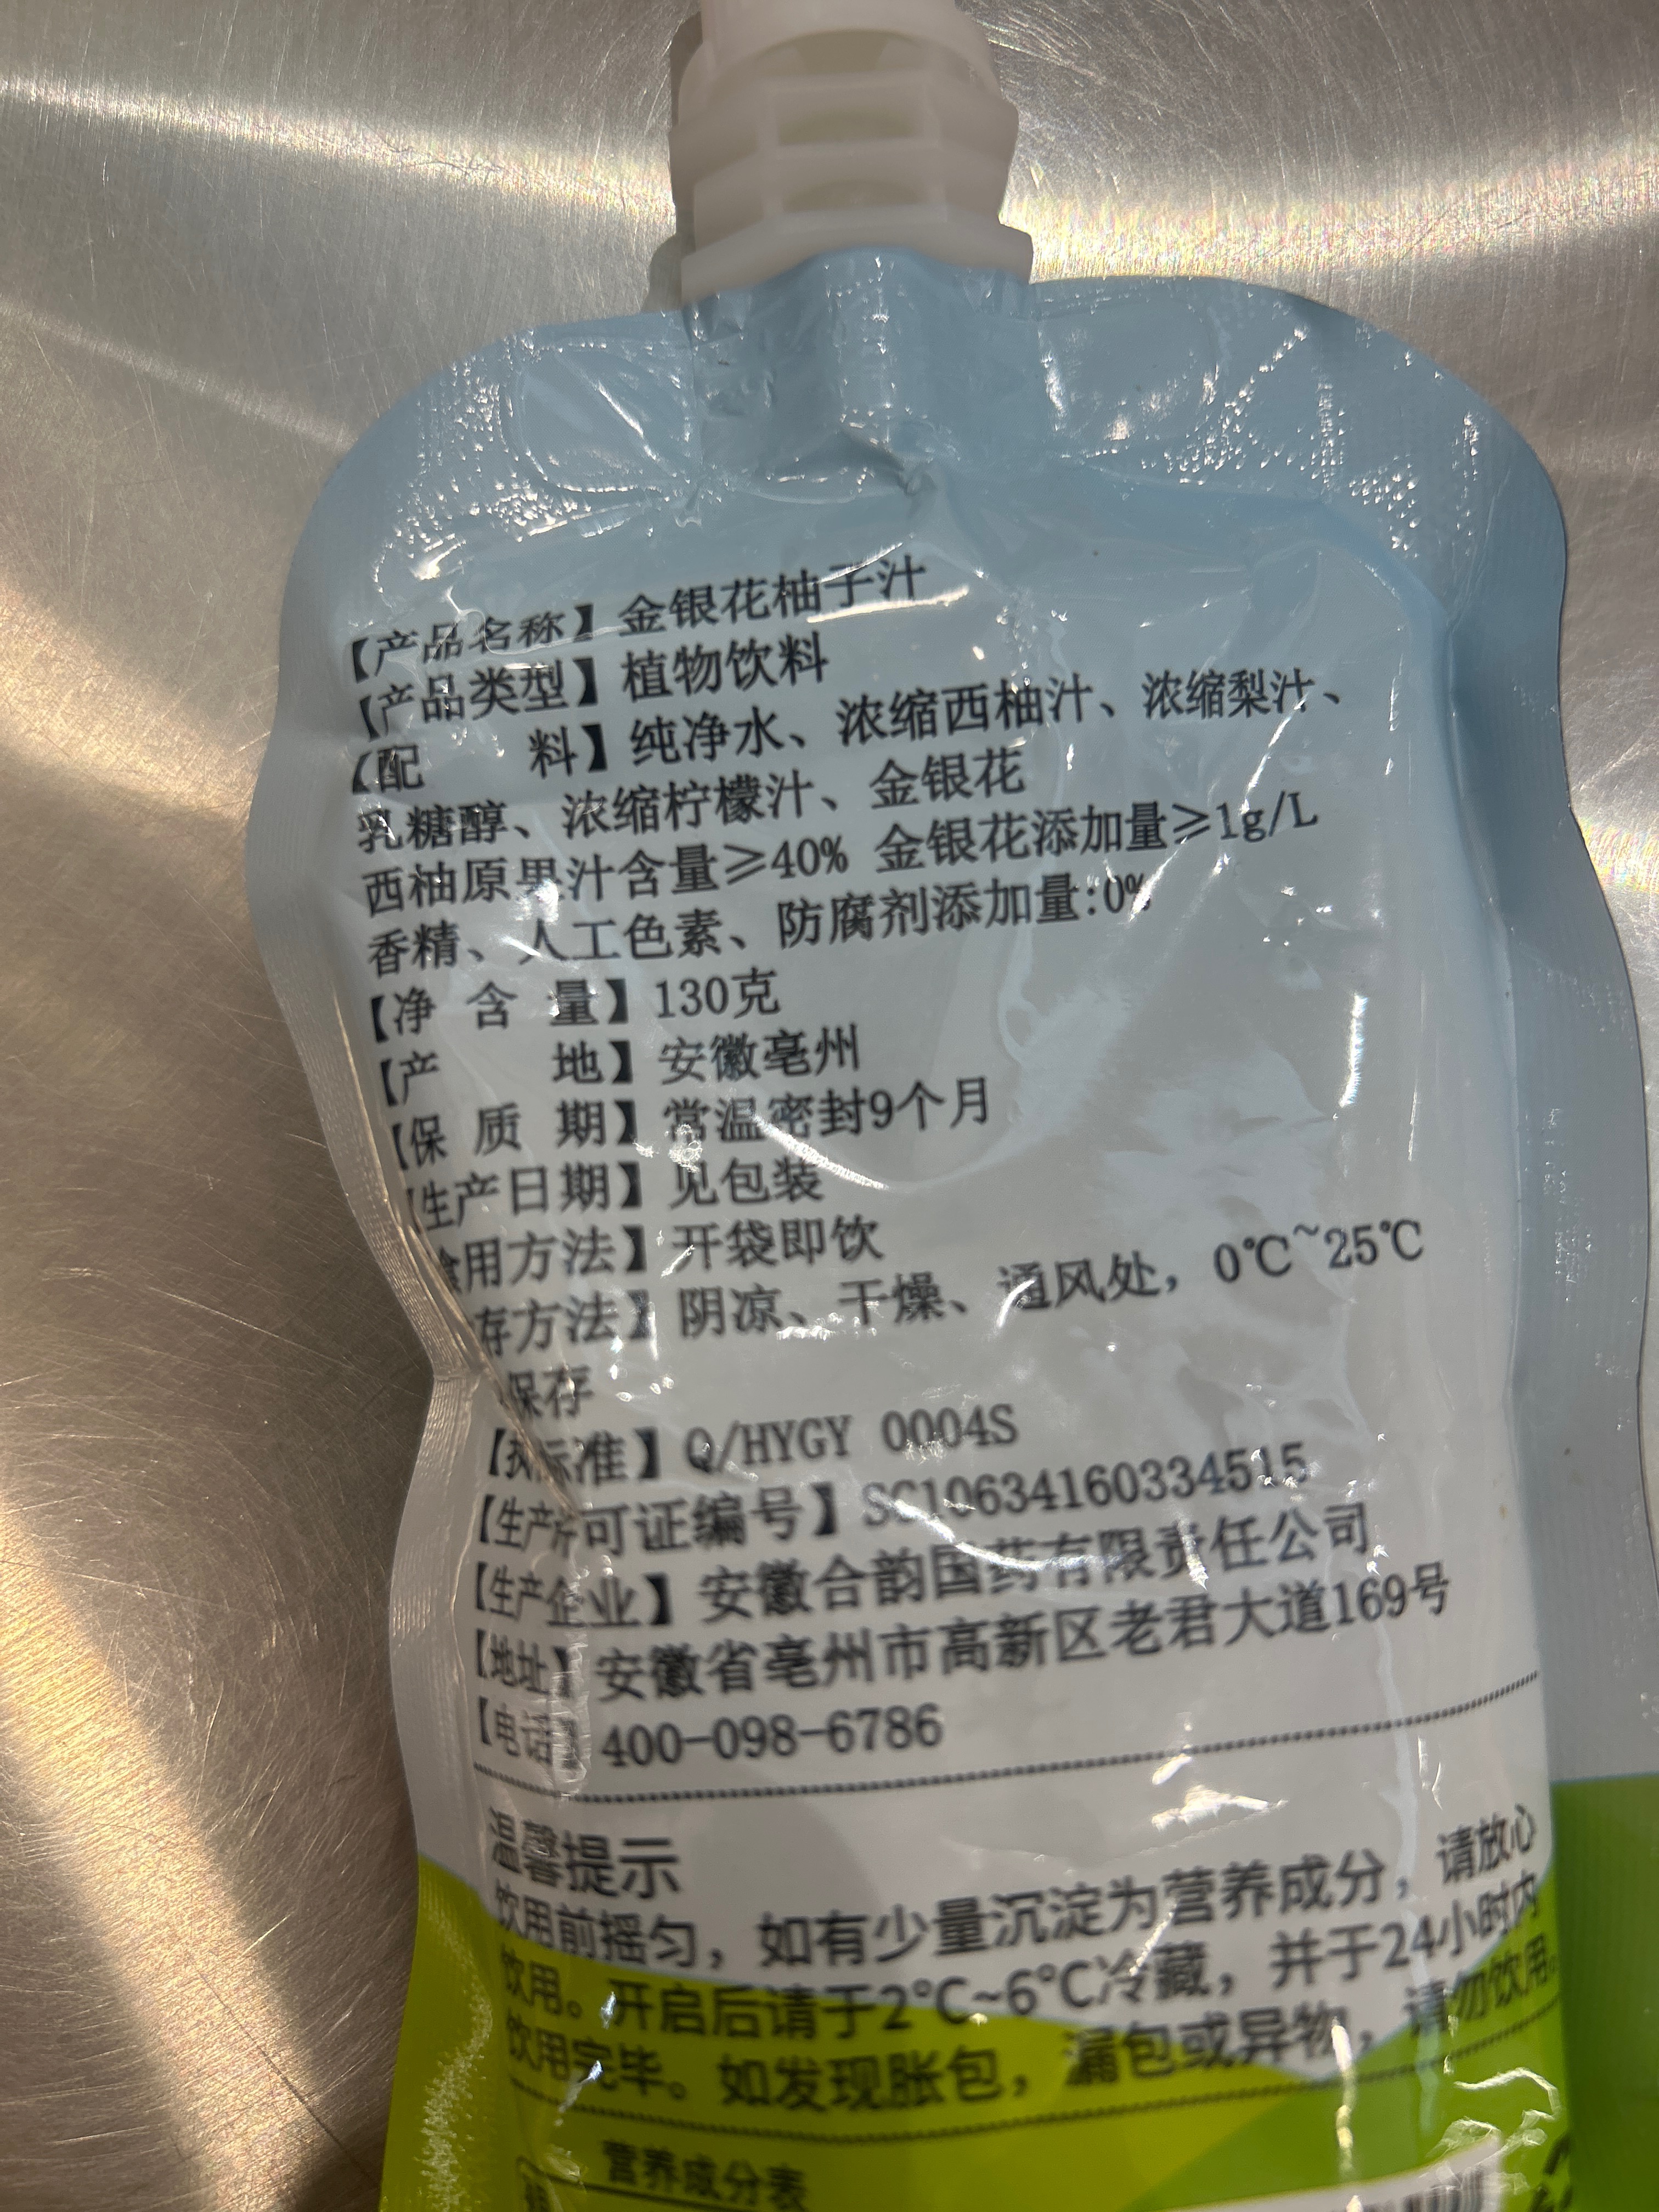 【产品名称】金银花柚子汁
【产品类型】植物饮料
【配 料】纯净水、浓缩西柚汁、浓缩梨汁、
乳糖醇、浓缩柠檬汁、金银花
西柚原果汁含量≥40% 金银花添加量≥1g/L
香精、人工色素、防腐剂添加量:0%
【净 含 量】130克
【产 地】安徽亳州
【保 质 期】常温密封9个月
【生产日期】见包装
食用方法】开袋即饮
存方法】阴凉、干燥、通风处，0℃~25℃
保存
【执标准】Q/HYGY 0004S
【生产许可证编号】SC10634160334515
【生产企业】安徽合韵国药有限责任公司
【地址】安徽省亳州市高新区老君大道169号
【电话】400-098-6786
温馨提示
饮用前摇匀，如有少量沉淀为营养成分，请放心
饮用。开启后请于2°C~6°C冷藏，并于24小时内
饮用完毕。如发现胀包，漏包或异物，请勿饮用。
营养成分表